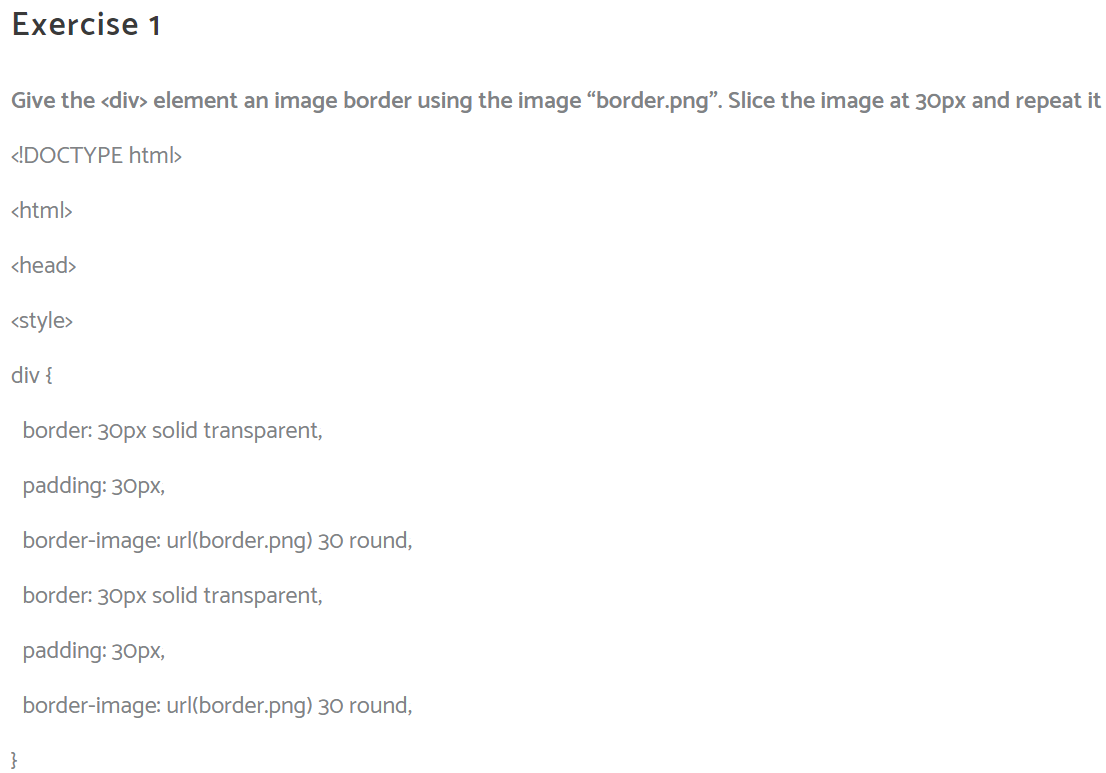 Exercise 1
Give the <div> element an image border using the image “border.png”. Slice the image at 30px and repeat it
<!DOCTYPE html>
<html>
<head>
<style>
div {
border: 30px solid transparent,
padding: 30px,
border-image: url(border.png) 30 round,
border: 30px solid transparent,
padding: 30px,
border-image: url(border.png) 30 round,
}